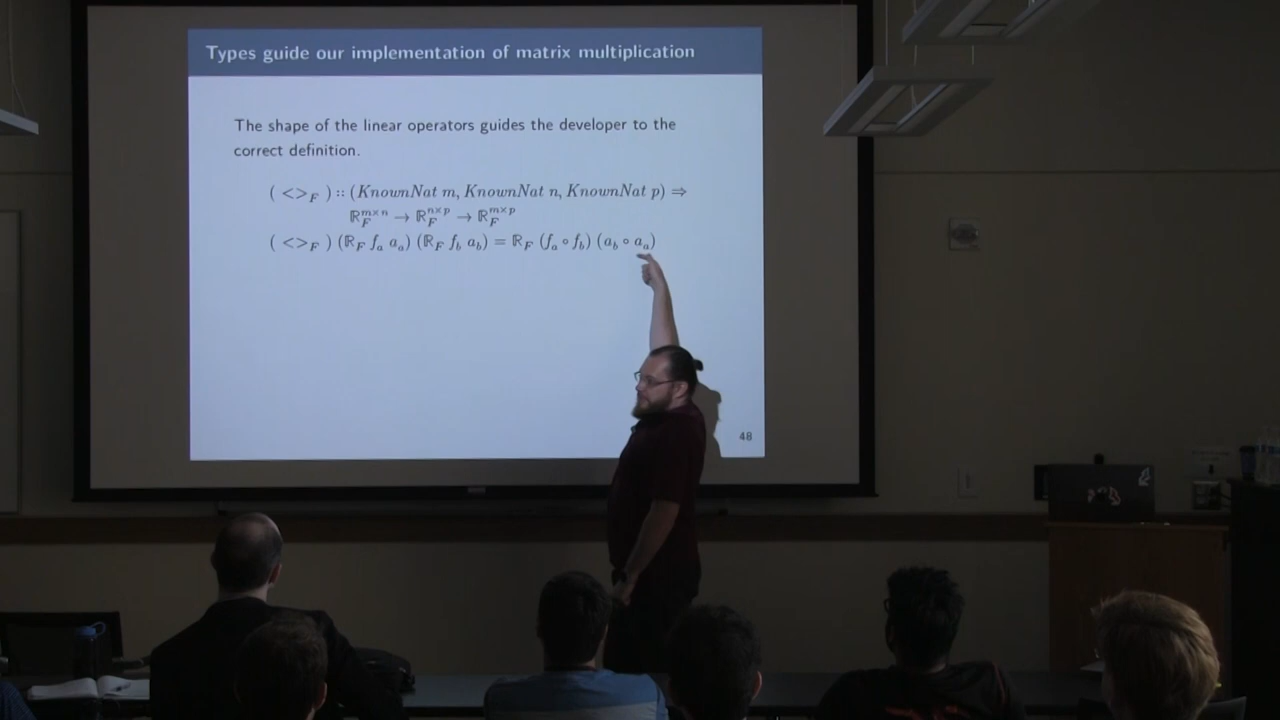 Types guide our implementation of matrix multiplication
The shape of the linear operators guides the developer to the
correct definition.
( <>_F ) :: (KnownNat m, KnownNat n, KnownNat p) ⇒
ℝ_F^{m×n} → ℝ_F^{n×p} → ℝ_F^{m×p}
( <>_F ) (ℝ_F f_a a_a) (ℝ_F f_b a_b) = ℝ_F (f_a ∘ f_b) (a_b ∘ a_a)
48